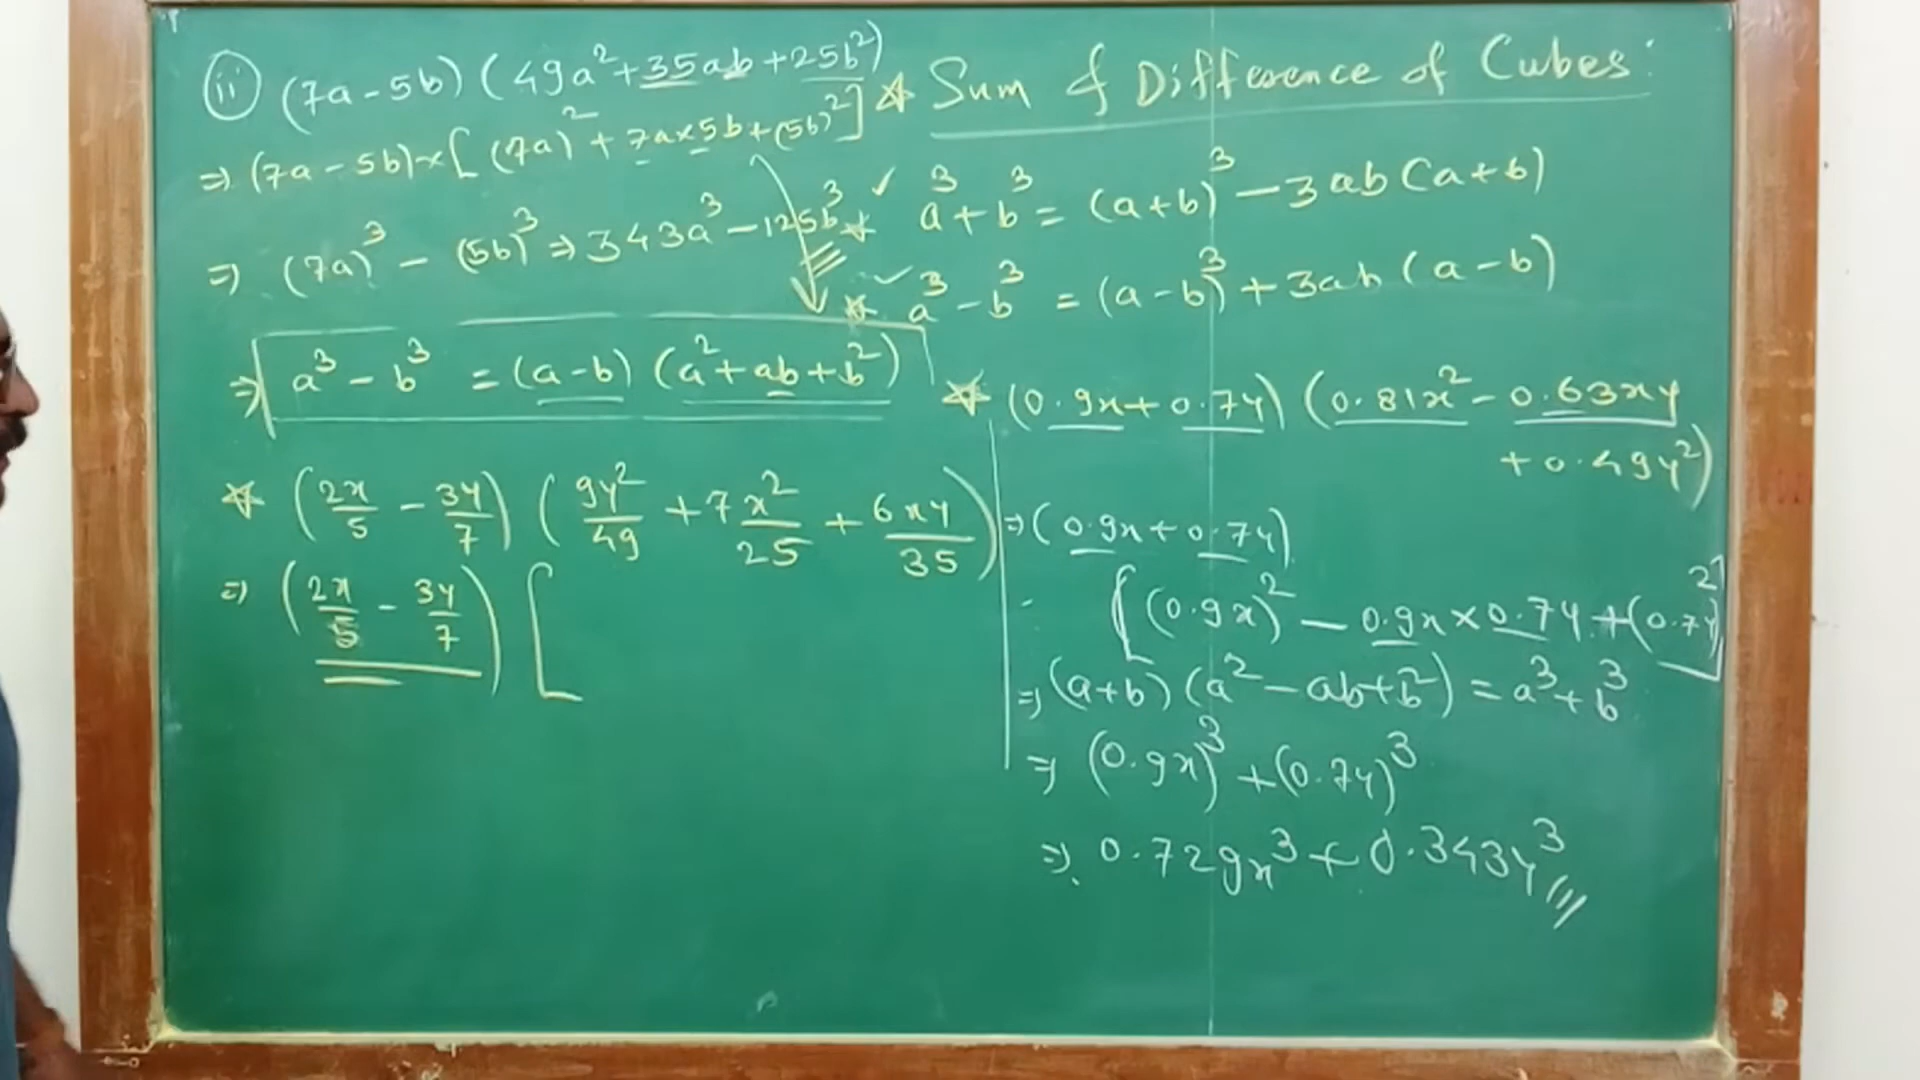 ii (7a-5b) (49a²+35ab+25b²)
⇒ (7a-5b)×[(7a)²+7a×5b+(5b)²]
⇒ (7a)³ - (5b)³ ⇒ 343a³-125b³
⇒ a³-b³ = (a-b) (a²+ab+b²)
☆ (2x/5 - 3y/7) (9y²/49 + 7x²/25 + 6xy/35)
⇒ (2x/5 - 3y/7) [
☆ Sum & Difference of Cubes:
✓ ☆ a³+b³ = (a+b)³-3ab(a+b)
✓ ☆ a³-b³ = (a-b)³+3ab(a-b)
☆ (0.9x+0.7y) (0.81x²-0.63xy
+0.49y²)
⇒ (0.9x+0.7y)
[(0.9x)²-0.9x×0.7y+(0.7y)²]
⇒ (a+b) (a²-ab+b²) = a³+b³
⇒ (0.9x)³+(0.7y)³
⇒ 0.729x³+0.343y³